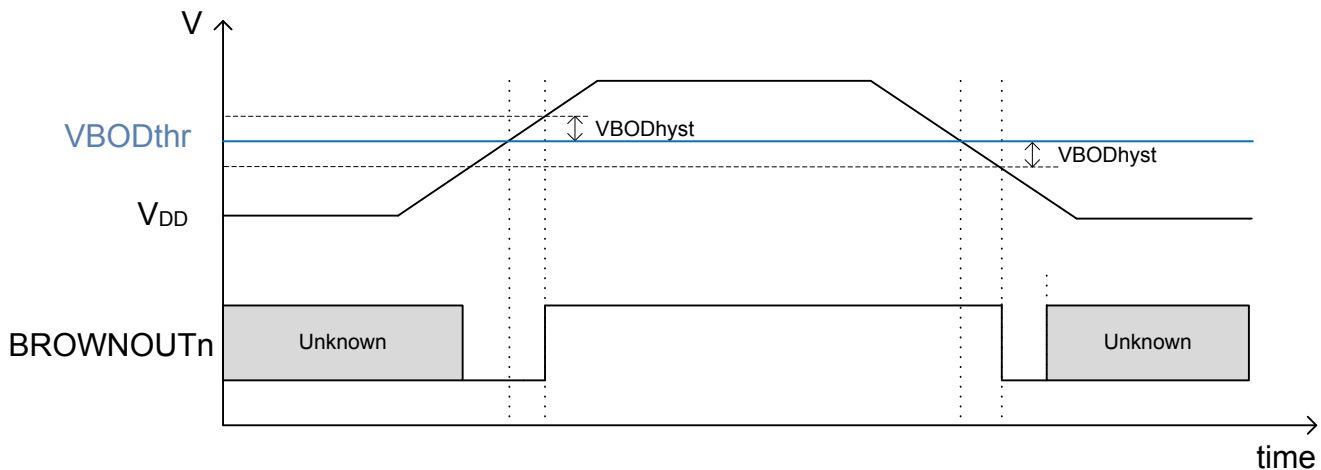 V
VBODthr
VBODhyst
VBODhyst
VDD
BROWNOUTn
Unknown
Unknown
time